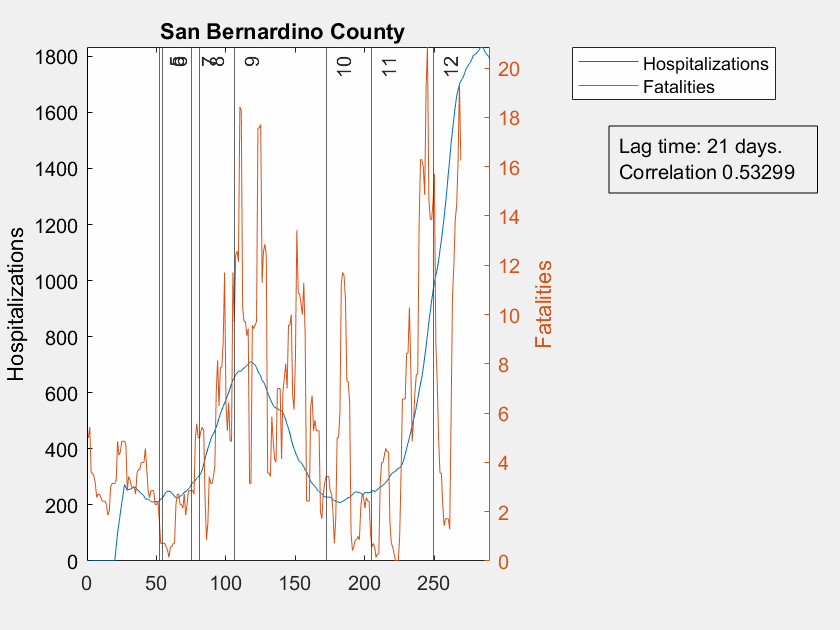 San Bernardino County
Hospitalizations
Fatalities
Lag time: 21 days.
Correlation 0.53299
5 6 7 8 9 10 11 12
1800
1600
1400
1200
1000
800
600
400
200
0
Hospitalizations
20
18
16
14
12
10
8
6
4
2
0
Fatalities
0 50 100 150 200 250